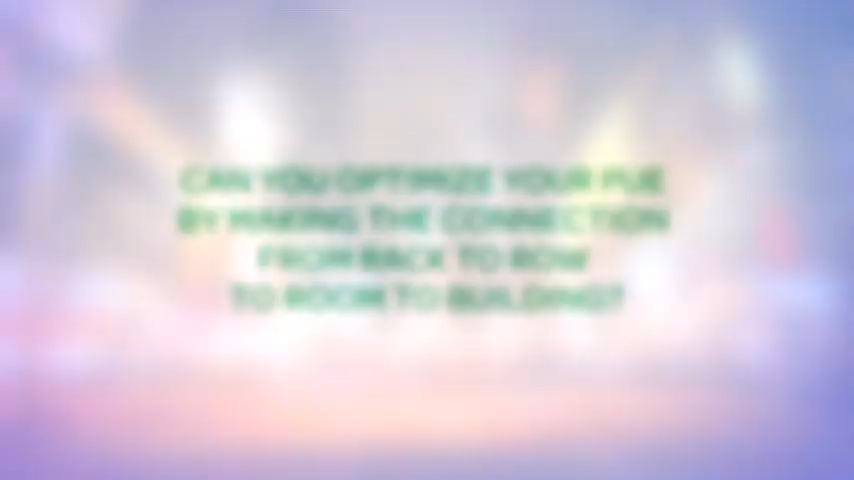 CAN YOU OPTIMIZE YOUR PUE
BY MAKING THE CONNECTION
FROM RACK TO ROW
TO ROOM TO BUILDING?